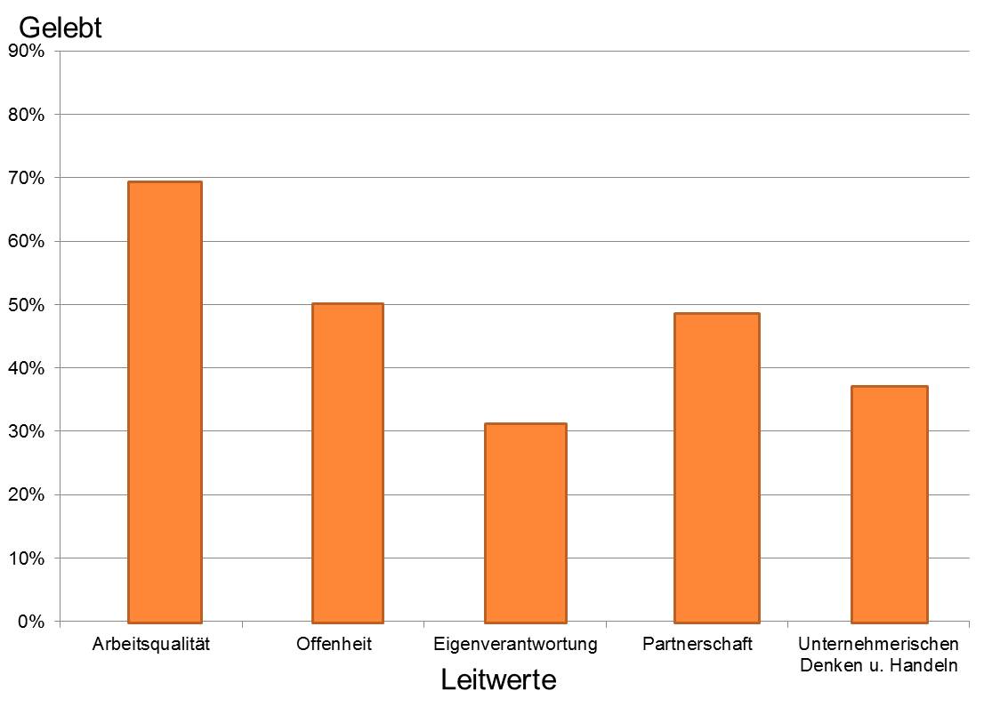 Gelebt
90%
80%
70%
60%
50%
40%
30%
20%
10%
0%
Arbeitsqualität
Offenheit
Eigenverantwortung
Partnerschaft
Unternehmerischen
Denken u. Handeln
Leitwerte